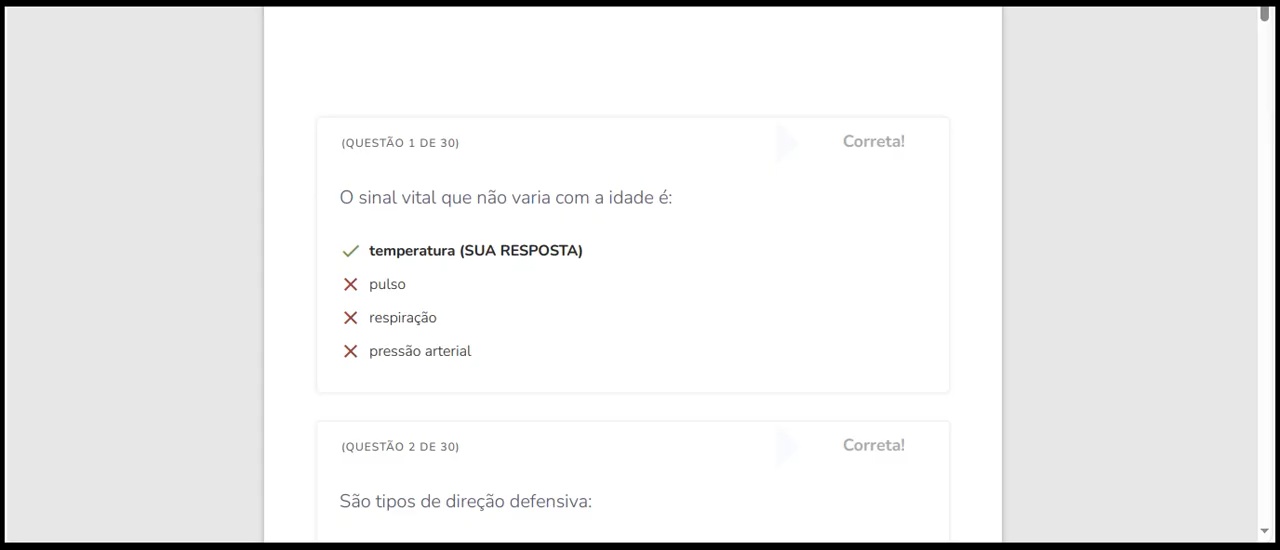 (QUESTÃO 1 DE 30)
Correta!
O sinal vital que não varia com a idade é:
temperatura (SUA RESPOSTA)
pulso
respiração
pressão arterial
(QUESTÃO 2 DE 30)
Correta!
São tipos de direção defensiva: